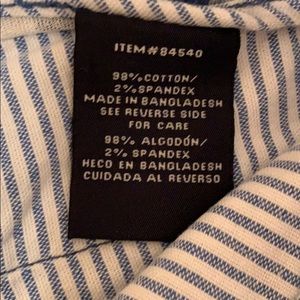 ITEM#84540
98%COTTON/
2%SPANDEX
MADE IN BANGLADESH
SEE REVERSE SIDE
FOR CARE
98% ALGODÓN/
2% SPANDEX
HECO EN BANGLADESH
CUIDADA AL REVERSO